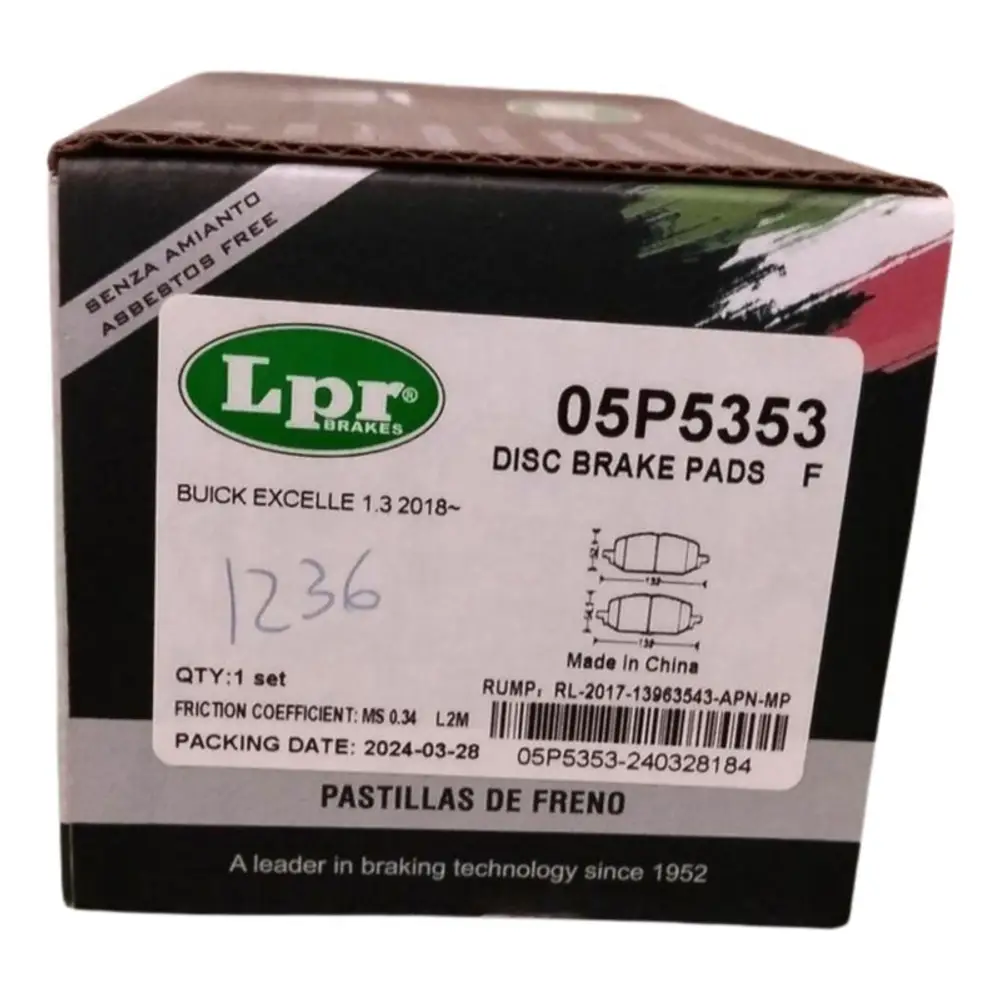 SENZA AMIANTO
ASBESTOS FREE
Lpr®
BRAKES
05P5353
DISC BRAKE PADS F
BUICK EXCELLE 1.3 2018~
1236
Made in China
QTY:1 set
RUMP: RL-2017-13963543-APN-MP
FRICTION COEFFICIENT: MS 0.34 L2M
PACKING DATE: 2024-03-28
05P5353-240328184
PASTILLAS DE FRENO
A leader in braking technology since 1952